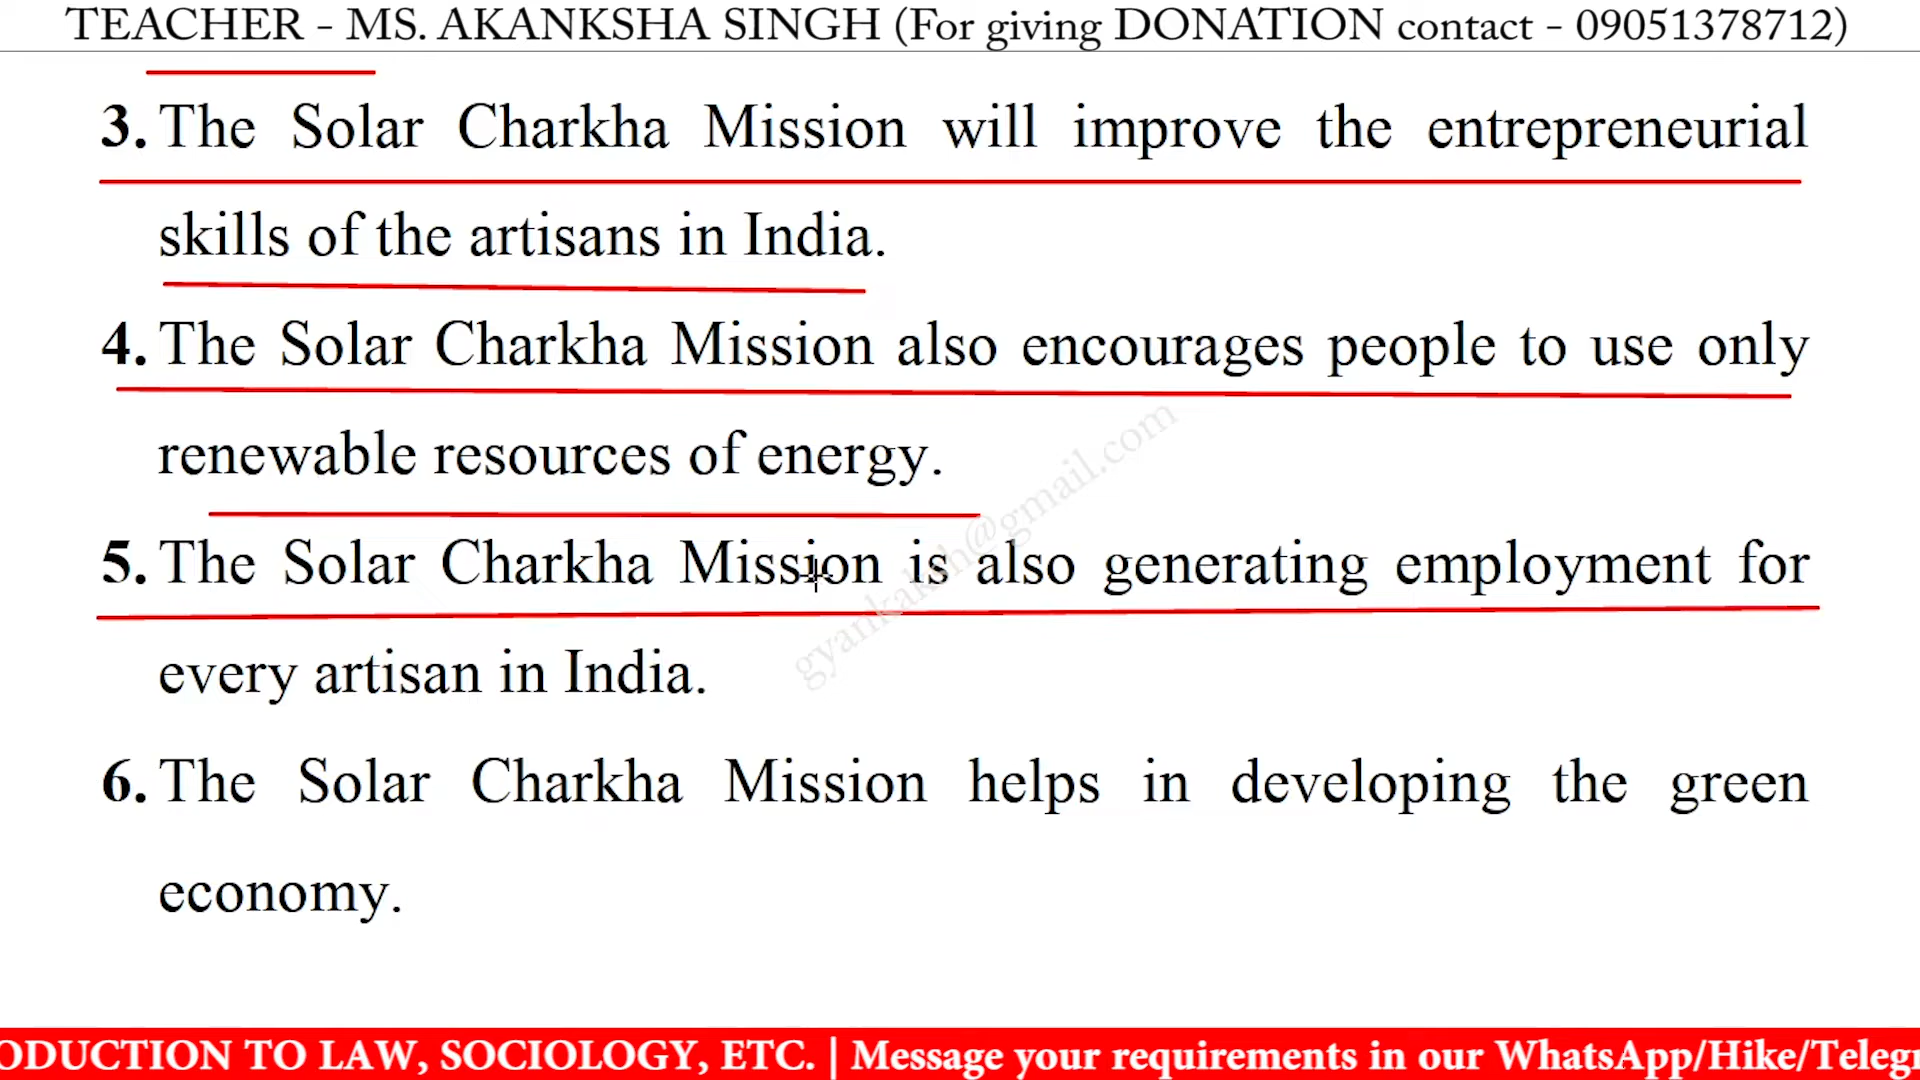 TEACHER - MS. AKANKSHA SINGH (For giving DONATION contact - 09051378712)
3. The Solar Charkha Mission will improve the entrepreneurial
skills of the artisans in India.
4. The Solar Charkha Mission also encourages people to use only
renewable resources of energy.
gyankaksh@gmail.com
5. The Solar Charkha Mission is also generating employment for
every artisan in India.
6. The Solar Charkha Mission helps in developing the green
economy.
ODUCTION TO LAW, SOCIOLOGY, ETC. | Message your requirements in our WhatsApp/Hike/Telegr